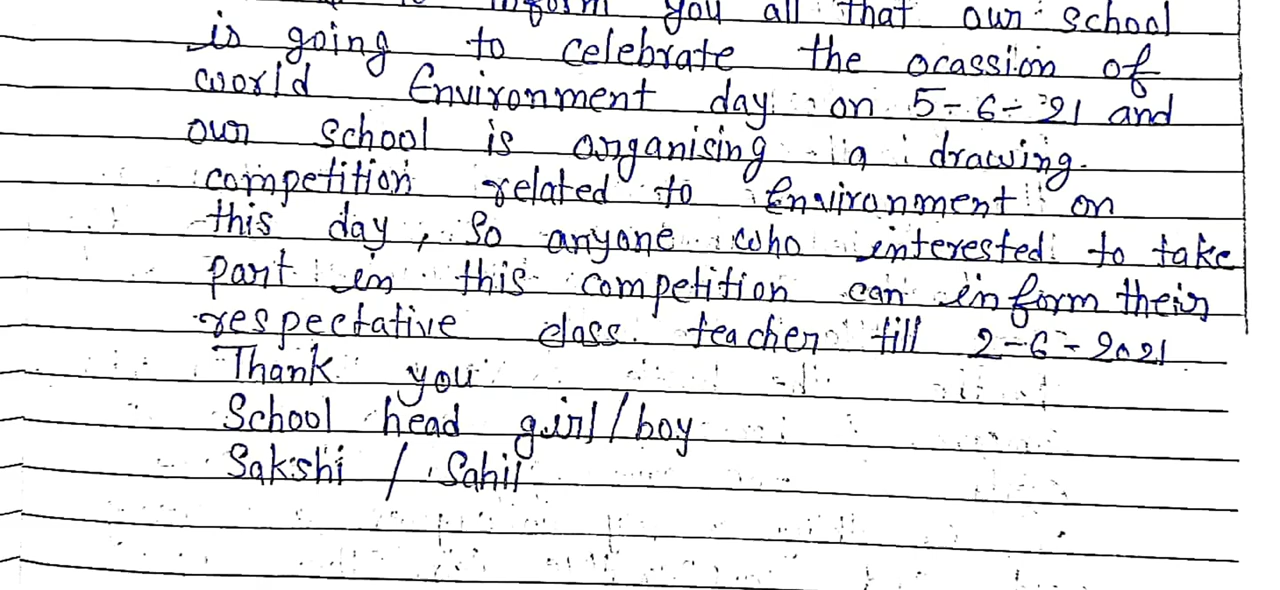 inform you all that our school
is going to celebrate the ocassion of
world Environment day on 5-6-21 and
our school is organising a drawing
competition related to Environment on
this day, So anyone who interested to take
part in this competition can inform their
respectative class teacher till 2-6-2021
Thank you
School head girl/boy
Sakshi / Sahil